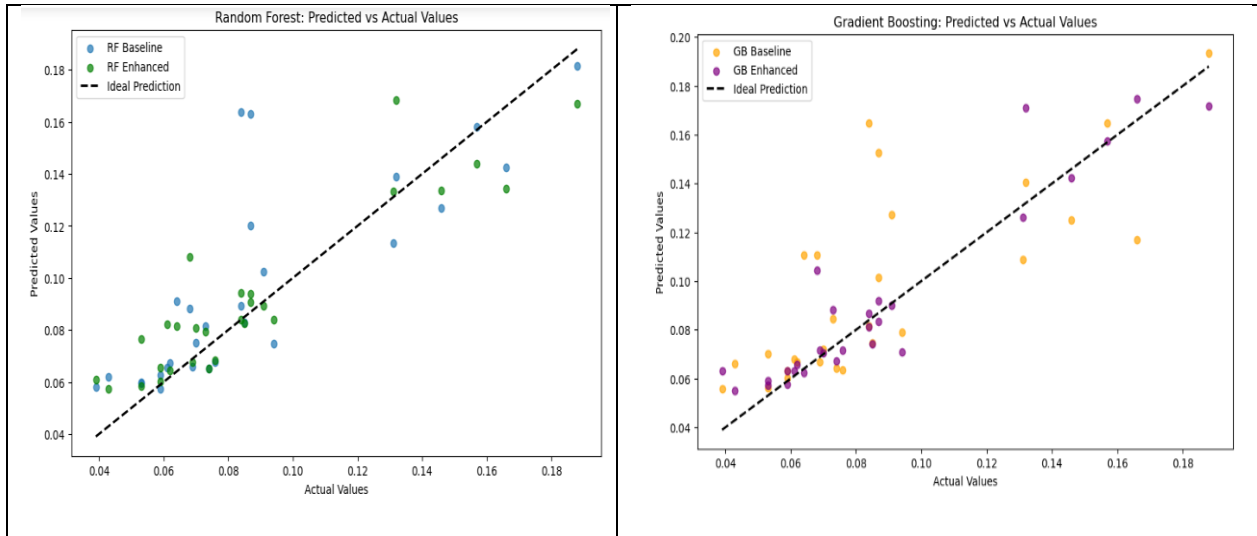 Random Forest: Predicted vs Actual Values
RF Baseline
RF Enhanced
Ideal Prediction
0.18
0.16
0.14
0.12
0.10
0.08
0.06
0.04
Predicted Values
0.04 0.06 0.08 0.10 0.12 0.14 0.16 0.18
Actual Values
Gradient Boosting: Predicted vs Actual Values
GB Baseline
GB Enhanced
Ideal Prediction
0.20
0.18
0.16
0.14
0.12
0.10
0.08
0.06
0.04
Predicted Values
0.04 0.06 0.08 0.10 0.12 0.14 0.16 0.18
Actual Values